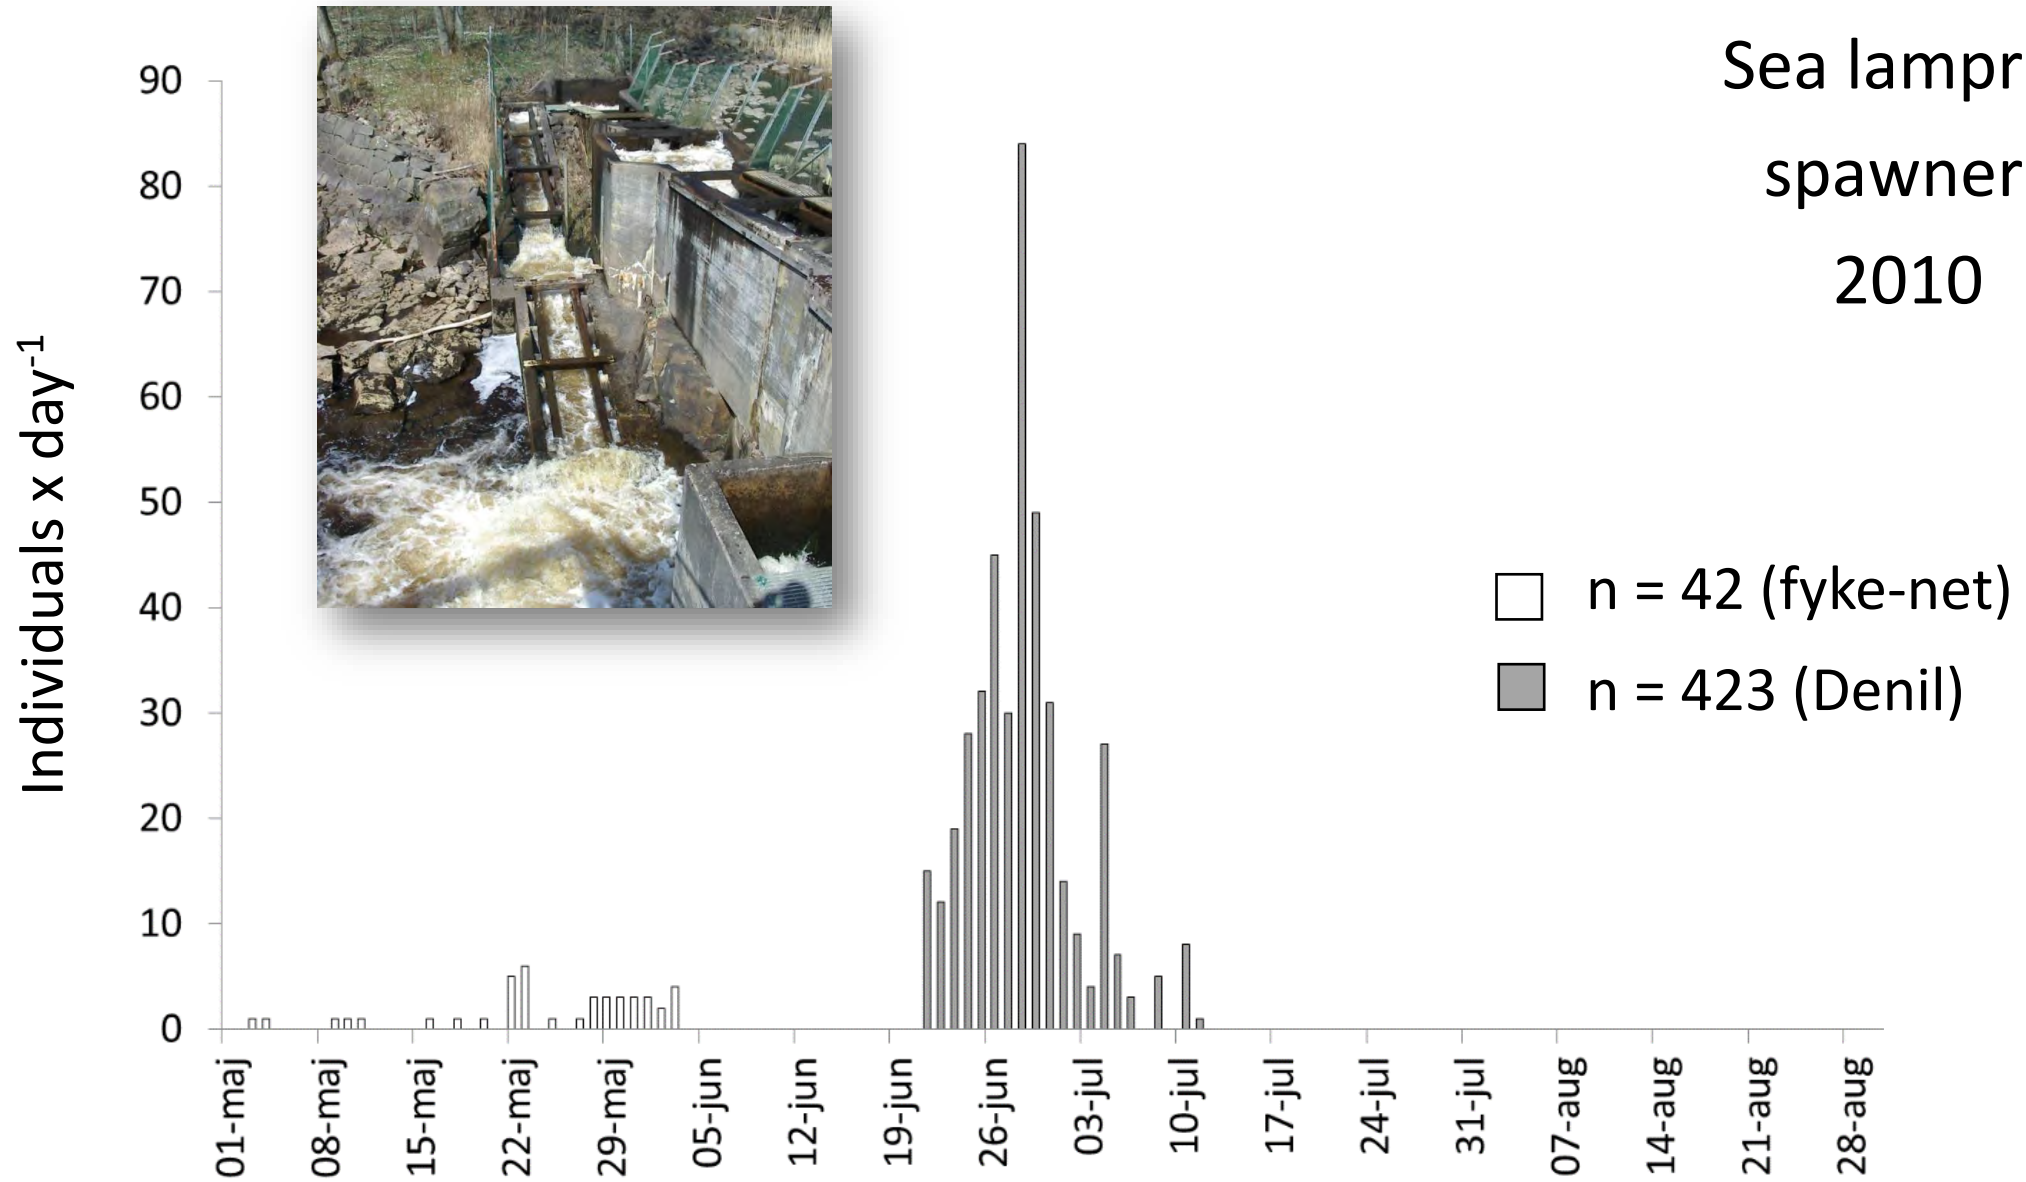 Sea lampr
spawner
2010
Individuals x day-1
90
80
70
60
50
40
30
20
10
0
n = 42 (fyke-net)
n = 423 (Denil)
01-maj
08-maj
15-maj
22-maj
29-maj
05-jun
12-jun
19-jun
26-jun
03-jul
10-jul
17-jul
24-jul
31-jul
07-aug
14-aug
21-aug
28-aug